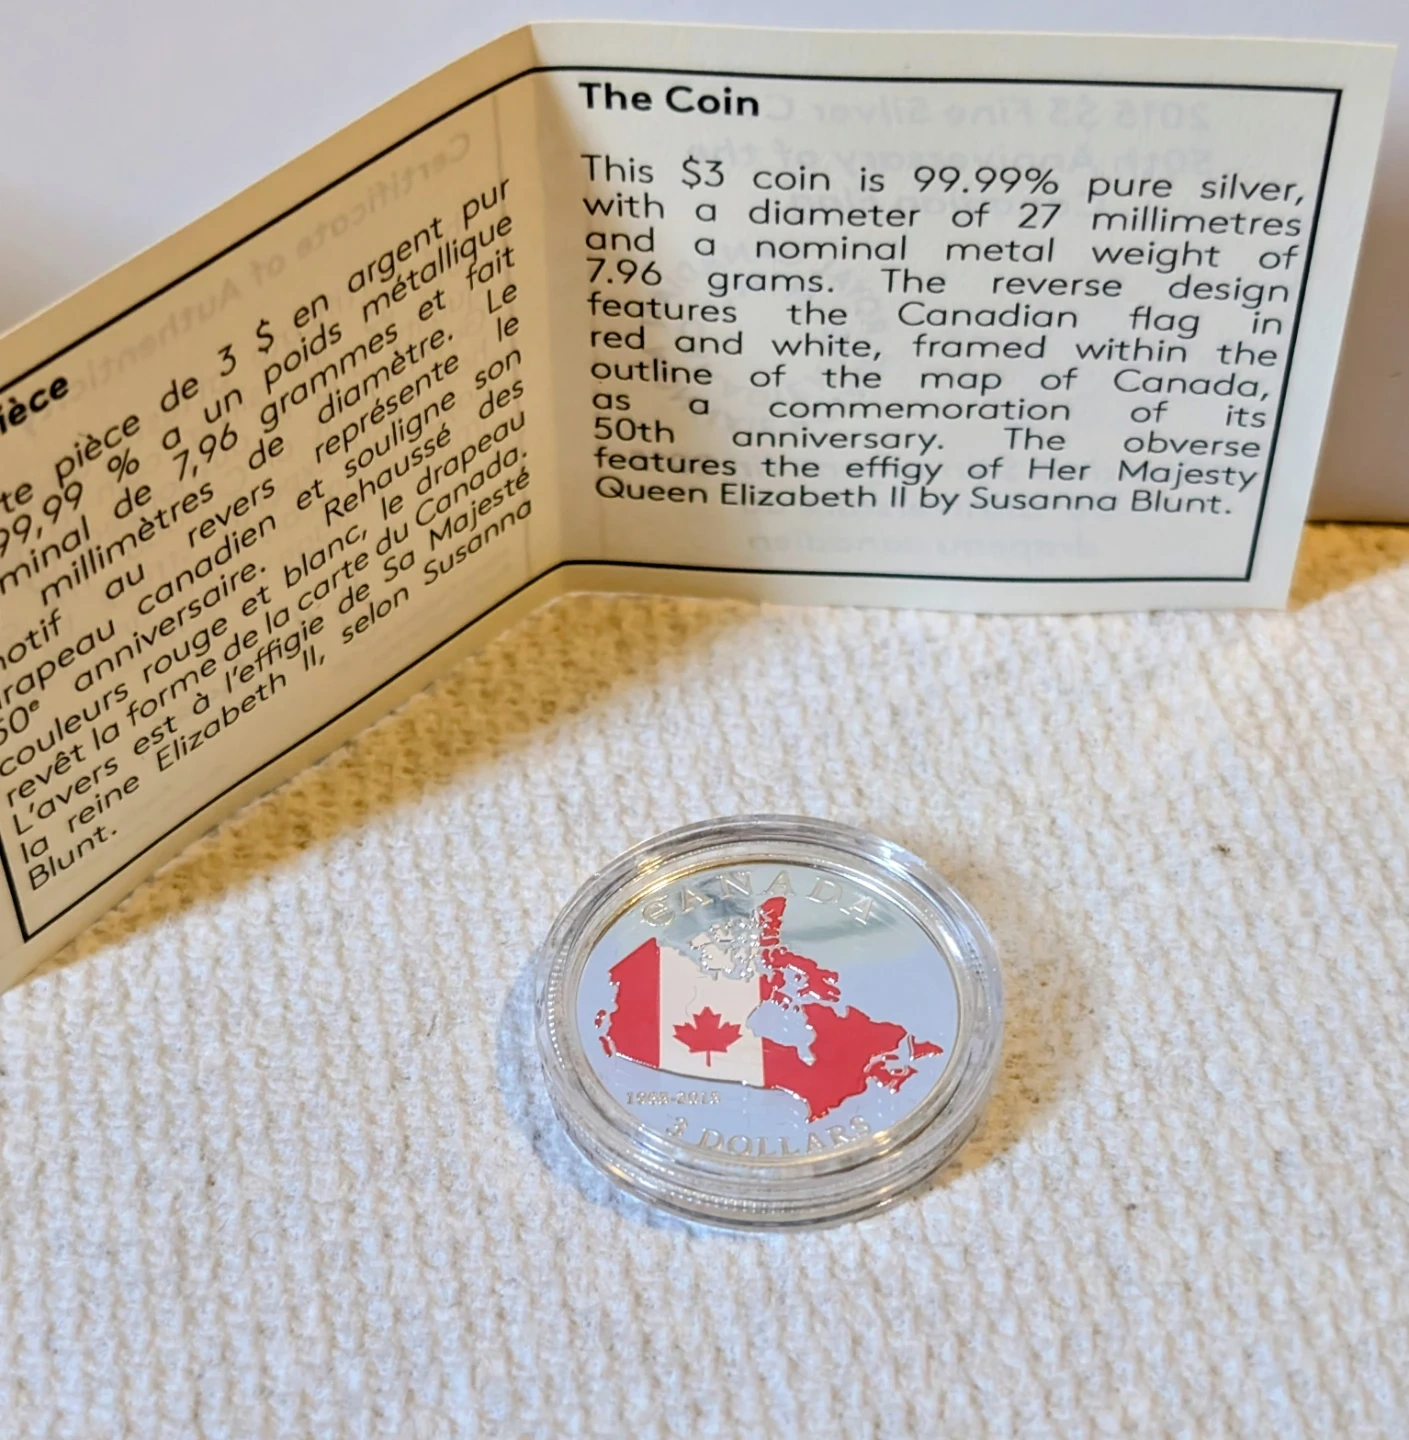 ièce
te pièce de 3 $ en argent pur
99,99 % a un poids métallique
minal de 7,96 grammes et fait
millimètres de diamètre. Le
otif au revers représente le
rapeau canadien et souligne son
50e anniversaire. Rehaussé des
couleurs rouge et blanc, le drapeau
revêt la forme de la carte du Canada.
L'avers est à l'effigie de Sa Majesté
la reine Elizabeth II, selon Susanna
Blunt.
The Coin
This $3 coin is 99.99% pure silver,
with a diameter of 27 millimetres
and a nominal metal weight of
7.96 grams. The reverse design
features the Canadian flag in
red and white, framed within the
outline of the map of Canada,
as a commemoration of its
50th anniversary. The obverse
features the effigy of Her Majesty
Queen Elizabeth II by Susanna Blunt.
CANADA
3 DOLLARS